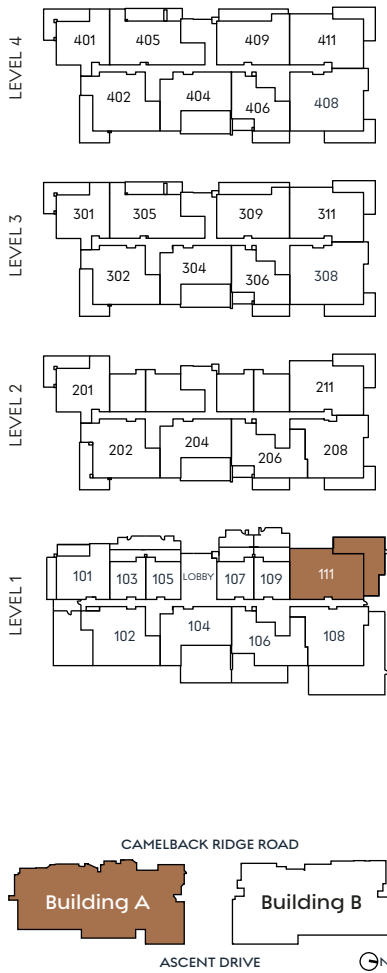 LEVEL 4
401 405 409 411
402 404 406 408
LEVEL 3
301 305 309 311
302 304 306 308
LEVEL 2
201 211
202 204 206 208
LEVEL 1
101 103 105 LOBBY 107 109 111
102 104 106 108
CAMELBACK RIDGE ROAD
Building A Building B
ASCENT DRIVE
N